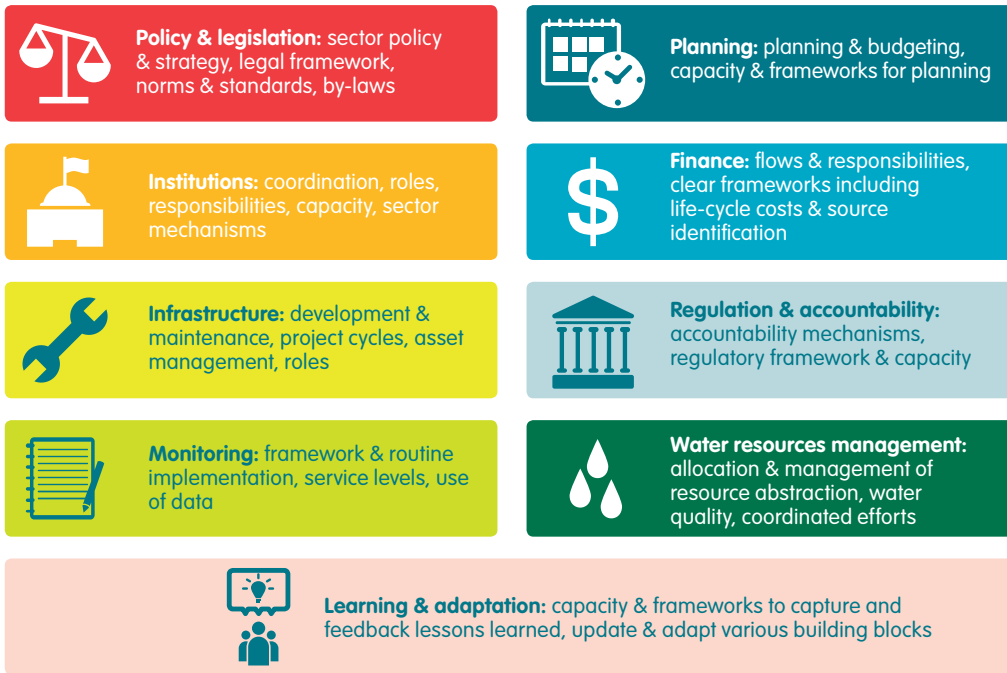 Policy & legislation: sector policy
& strategy, legal framework,
norms & standards, by-laws
Planning: planning & budgeting,
capacity & frameworks for planning
Institutions: coordination, roles,
responsibilities, capacity, sector
mechanisms
Finance: flows & responsibilities,
clear frameworks including
life-cycle costs & source
identification
Infrastructure: development &
maintenance, project cycles, asset
management, roles
Regulation & accountability:
accountability mechanisms,
regulatory framework & capacity
Monitoring: framework & routine
implementation, service levels, use
of data
Water resources management:
allocation & management of
resource abstraction, water
quality, coordinated efforts
Learning & adaptation: capacity & frameworks to capture and
feedback lessons learned, update & adapt various building blocks